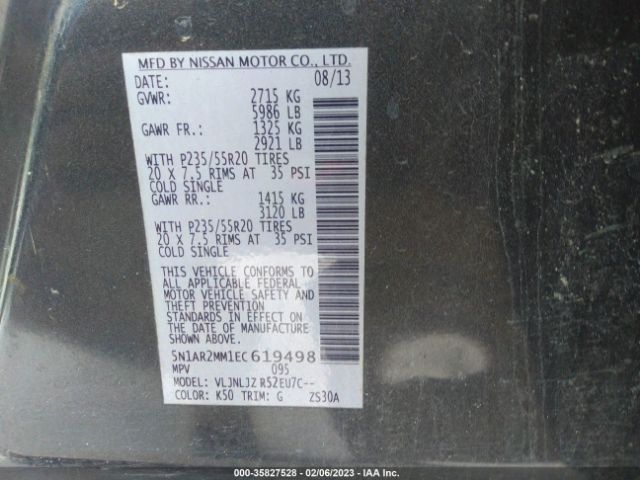 MFD BY NISSAN MOTOR CO., LTD.
DATE: 08/13
GVWR: 2715 KG
5986 LB
GAWR FR.: 1325 KG
2921 LB
WITH P235/55R20 TIRES
20 X 7.5 RIMS AT 35 PSI
COLD SINGLE
GAWR RR.: 1415 KG
3120 LB
WITH P235/55R20 TIRES
20 X 7.5 RIMS AT 35 PSI
COLD SINGLE
THIS VEHICLE CONFORMS TO
ALL APPLICABLE FEDERAL
MOTOR VEHICLE SAFETY AND
THEFT PREVENTION
STANDARDS IN EFFECT ON
THE DATE OF MANUFACTURE
SHOWN ABOVE.
5N1AR2MM1EC619498
MPV 095
MODEL: VLJNLJZ R52EU7C--
COLOR: K50 TRIM: G ZS30A
000-35827528 - 02/06/2023 - IAA Inc.